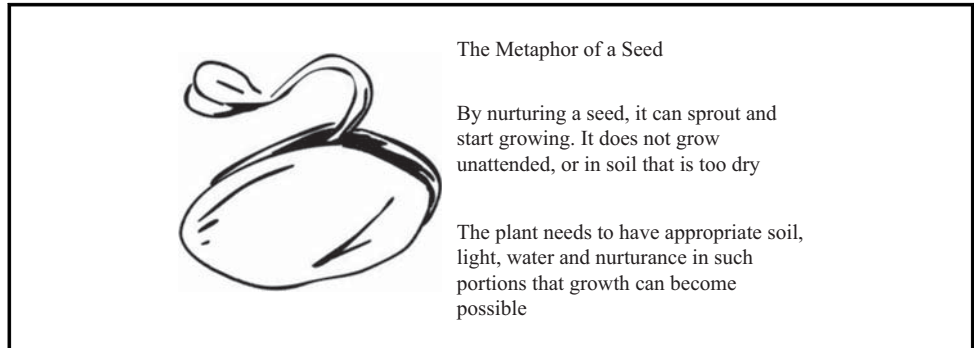 The Metaphor of a Seed
By nurturing a seed, it can sprout and
start growing. It does not grow
unattended, or in soil that is too dry
The plant needs to have appropriate soil,
light, water and nurturance in such
portions that growth can become
possible